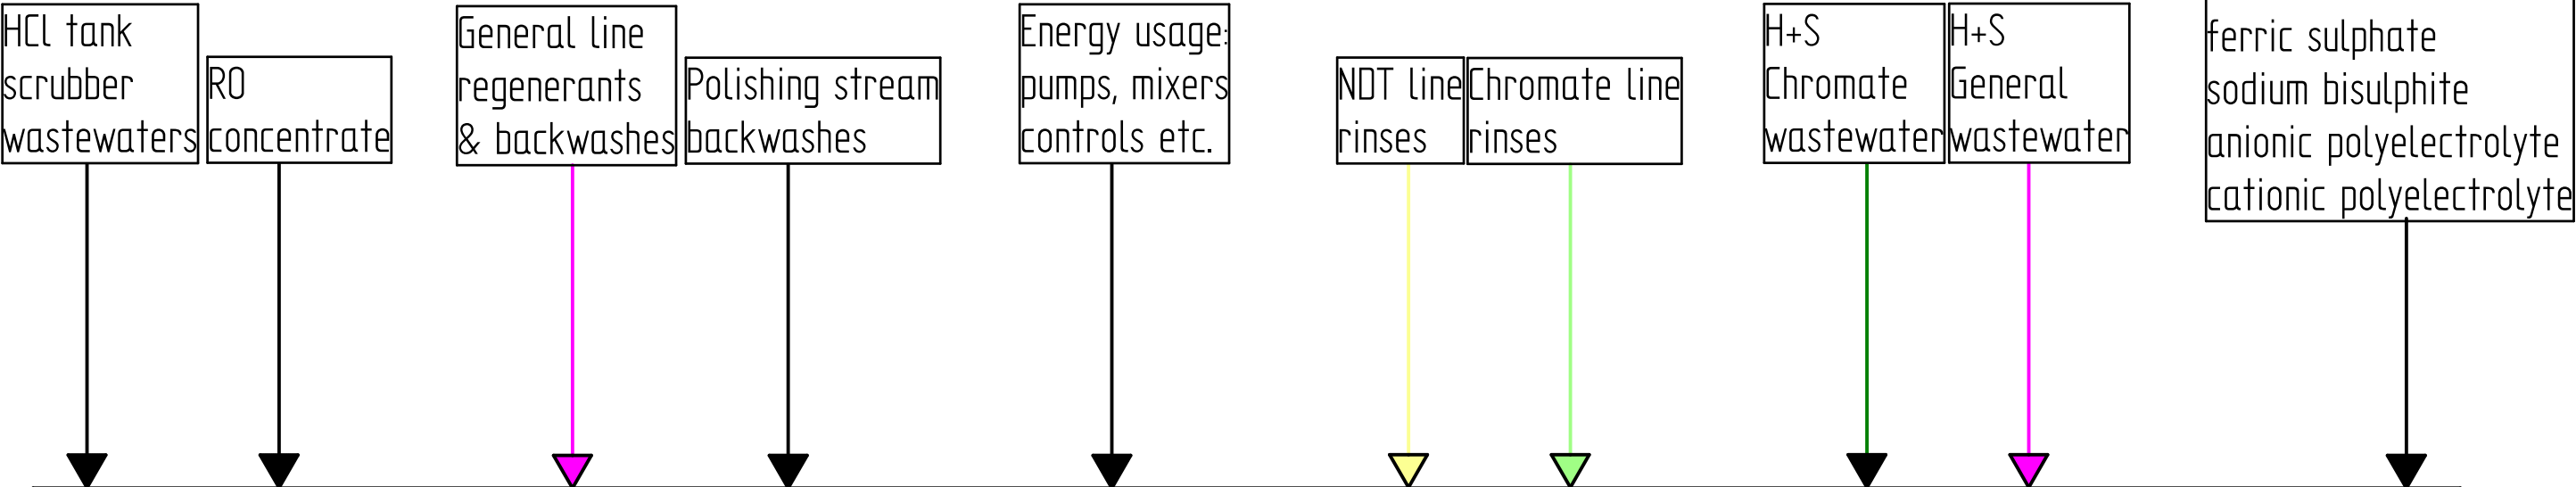 HCl tank
scrubber
wastewaters
RO
concentrate
General line
regenerants
& backwashes
Polishing stream
backwashes
Energy usage:
pumps, mixers
controls etc.
NDT line
rinses
Chromate line
rinses
H+S
Chromate
wastewater
H+S
General
wastewater
ferric sulphate
sodium bisulphite
anionic polyelectrolyte
cationic polyelectrolyte